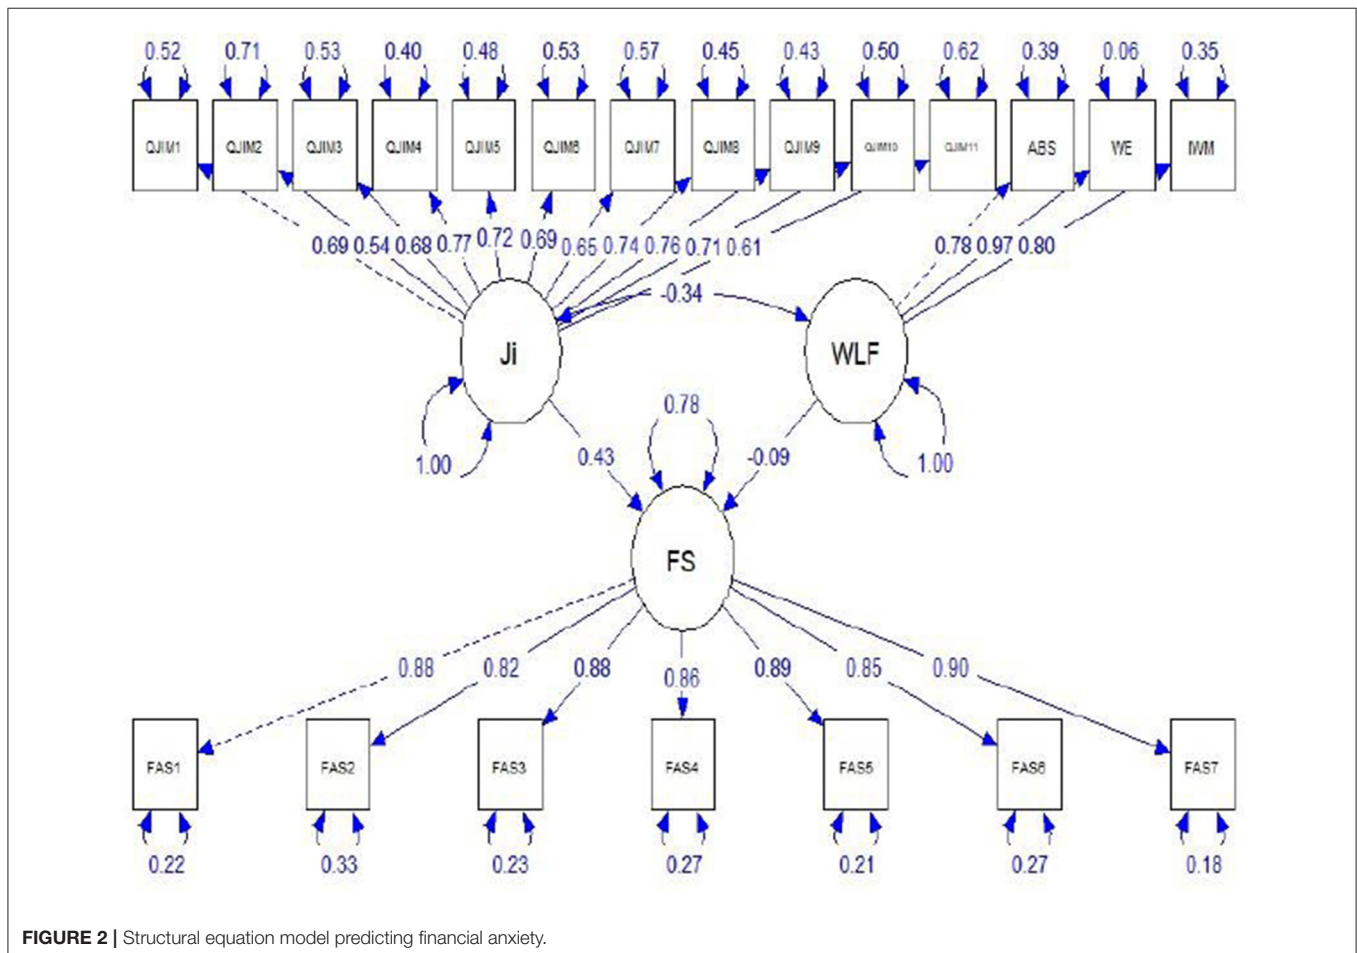 0.52 0.71 0.53 0.40 0.48 0.53 0.57 0.45 0.43 0.50 0.62 0.39 0.06 0.35
QJIM1 QJIM2 QJIM3 QJIM4 QJIM5 QJIM6 QJIM7 QJIM8 QJIM9 QJIM10 QJIM11 ABS WE IWM
0.69 0.54 0.68 0.77 0.72 0.69 0.65 0.74 0.76 0.71 0.61 0.78 0.97 0.80
-0.34
Ji WLF
0.78
1.00 0.43 -0.09 1.00
FS
0.88 0.82 0.88 0.86 0.89 0.85 0.90
FAS1 FAS2 FAS3 FAS4 FAS5 FAS6 FAS7
0.22 0.33 0.23 0.27 0.21 0.27 0.18
FIGURE 2 | Structural equation model predicting financial anxiety.